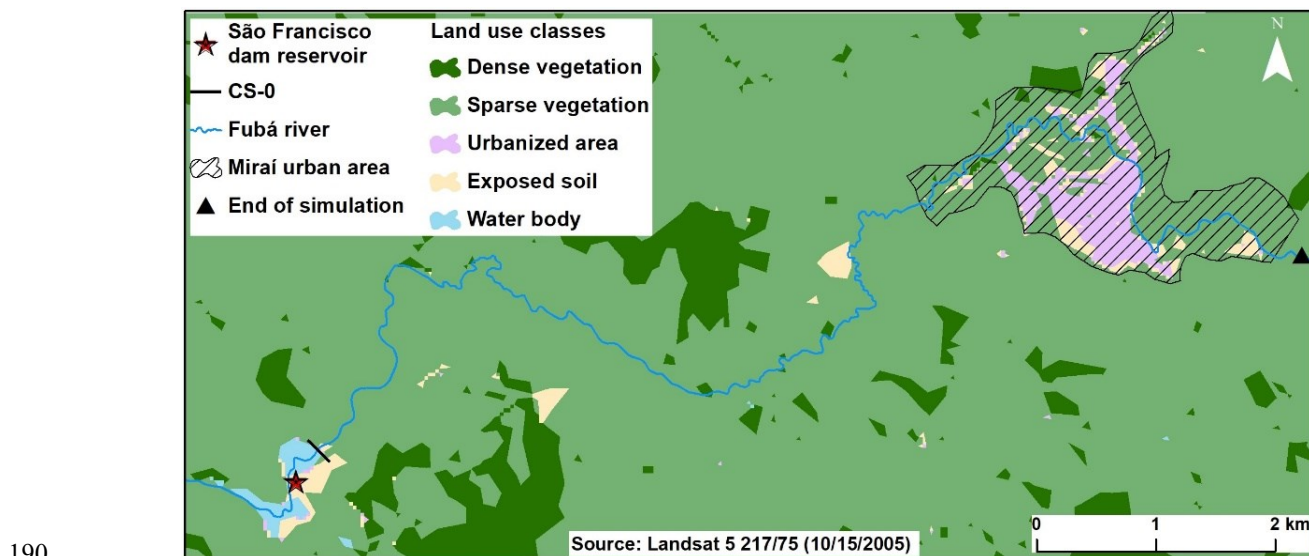 São Francisco
dam reservoir
CS-0
Fubá river
Miraí urban area
End of simulation
Land use classes
Dense vegetation
Sparse vegetation
Urbanized area
Exposed soil
Water body
N
0 1 2 km
Source: Landsat 5 217/75 (10/15/2005)
190